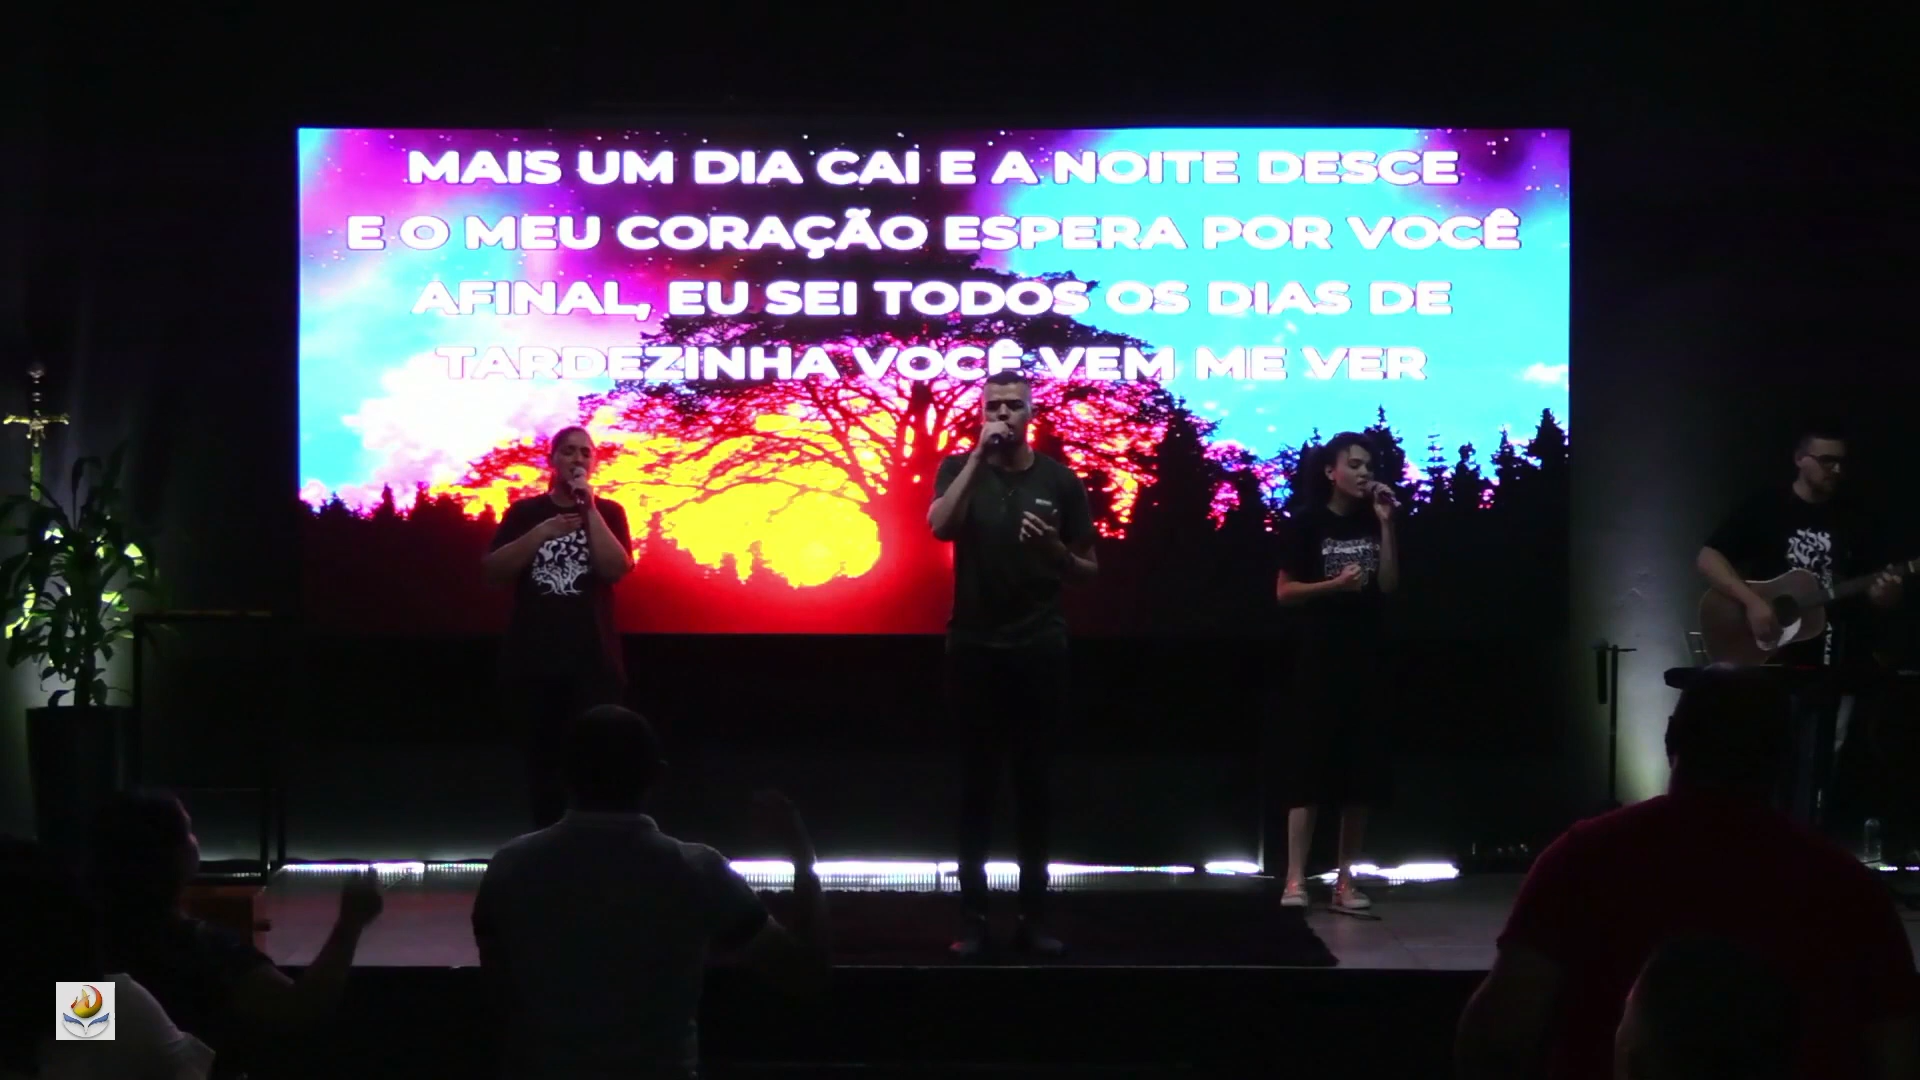 MAIS UM DIA CAI E A NOITE DESCE
E O MEU CORAÇÃO ESPERA POR VOCÊ
AFINAL, EU SEI TODOS OS DIAS DE
TARDEZINHA VOCÊ VEM ME VER